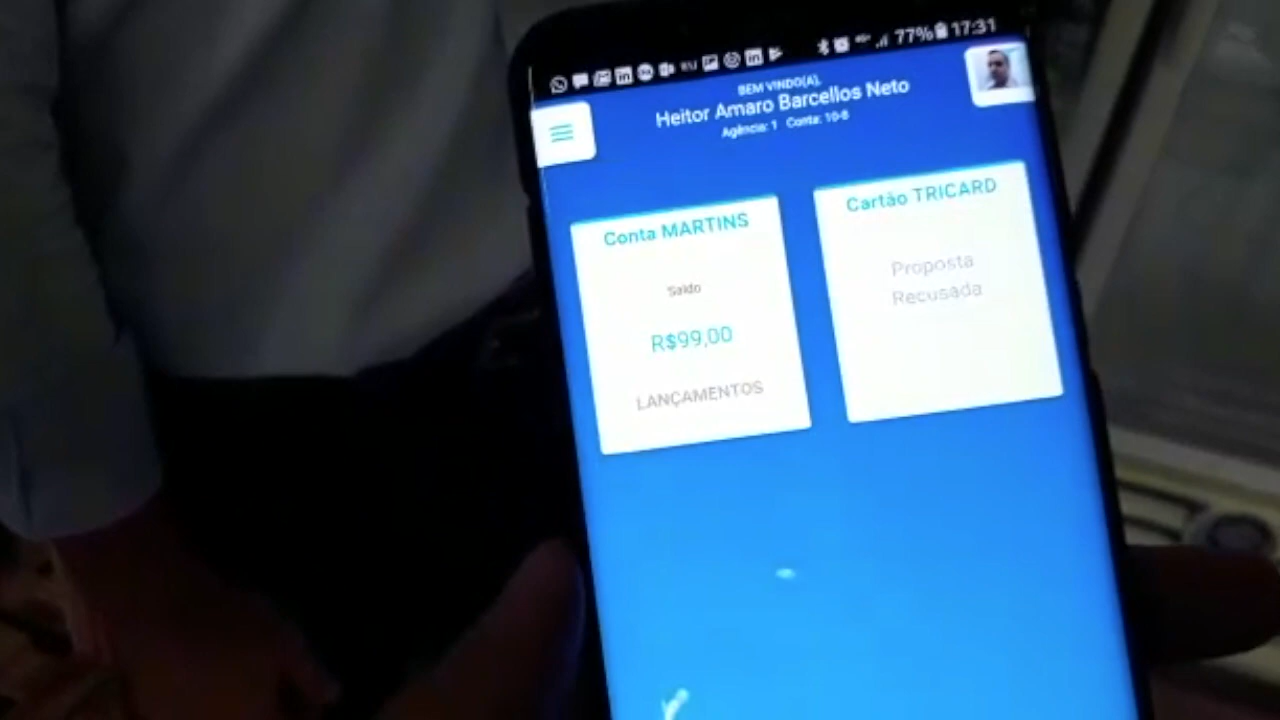 77% 17:31
BEM VINDO(A),
Heitor Amaro Barcellos Neto
Agência: 1 Conta: 10-8
Conta MARTINS
Saldo
R$99,00
LANÇAMENTOS
Cartão TRICARD
Proposta
Recusada